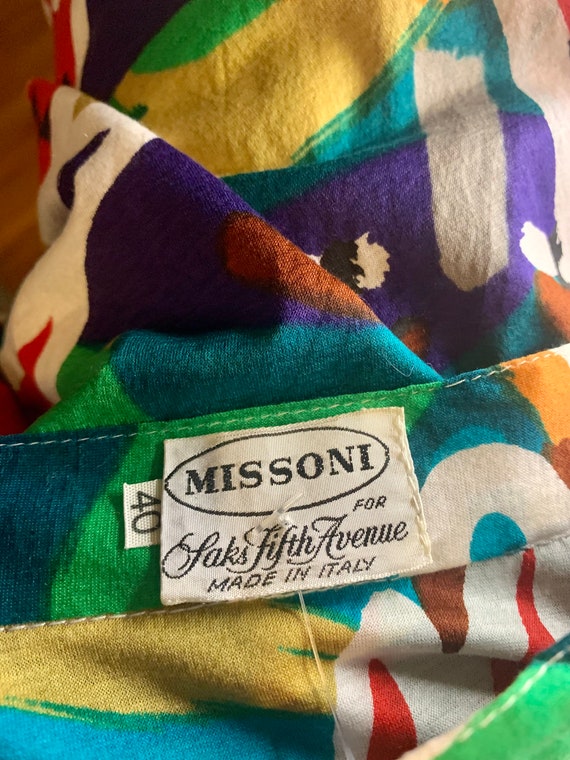 MISSONI
FOR
Saks Fifth Avenue
MADE IN ITALY
40